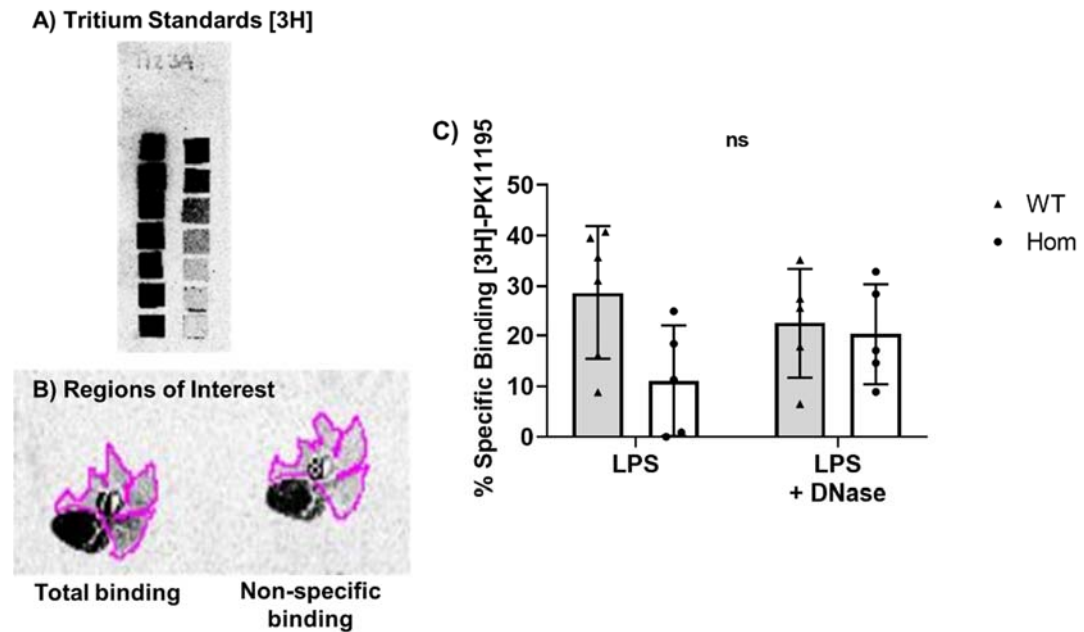 A) Tritium Standards [3H]
B) Regions of Interest
Total binding
Non-specific
binding
C)
ns
% Specific Binding [3H]-PK11195
50
40
30
20
10
0
LPS
LPS
+ DNase
WT
Hom